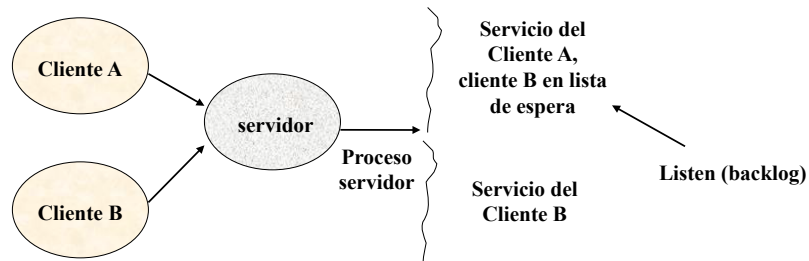 Cliente A
servidor
Cliente B
Proceso
servidor
Servicio del
Cliente A,
cliente B en lista
de espera
Listen (backlog)
Servicio del
Cliente B